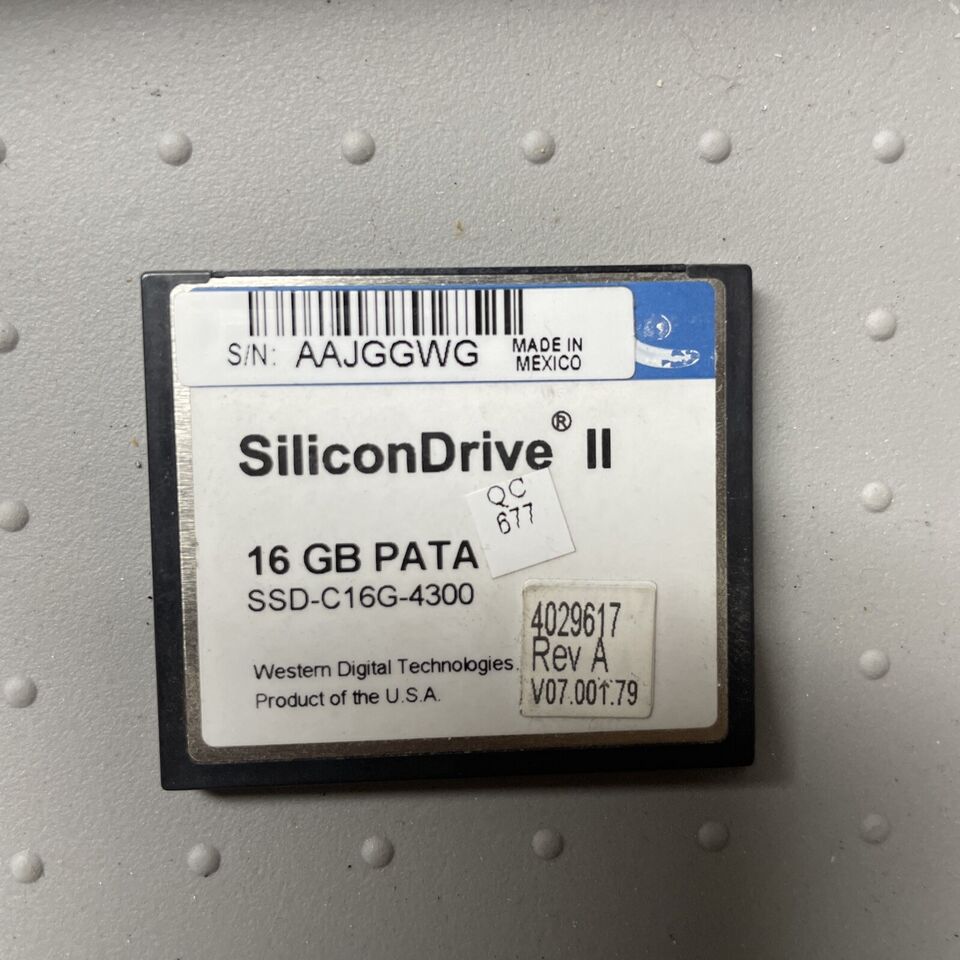 S/N: AAJGGWG MADE IN
MEXICO
SiliconDrive® II
QC
677
16 GB PATA
SSD-C16G-4300
4029617
Rev A
V07.001.79
Western Digital Technologies
Product of the U.S.A.